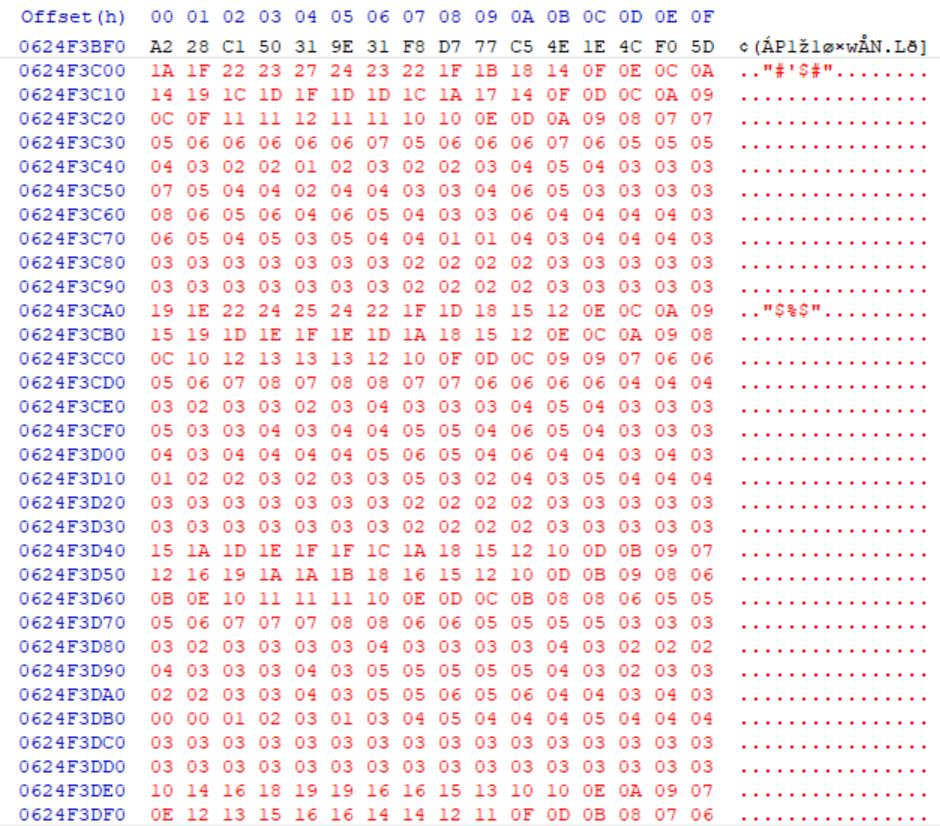 Offset(h) 00 01 02 03 04 05 06 07 08 09 0A 0B 0C 0D 0E 0F
0624F3BF0 A2 28 C1 50 31 9E 31 F8 D7 77 C5 4E 1E 4C F0 5D ¢(ÁP1ž1ø×wÅN.Lð]
0624F3C00 1A 1F 22 23 27 24 23 22 1F 1B 18 14 0F 0E 0C 0A .."#'$#"........
0624F3C10 14 19 1C 1D 1F 1D 1D 1C 1A 17 14 0F 0D 0C 0A 09 ................
0624F3C20 0C 0F 11 11 12 11 11 10 10 0E 0D 0A 09 08 07 07 ................
0624F3C30 05 06 06 06 06 06 07 05 06 06 06 07 06 05 05 05 ................
0624F3C40 04 03 02 02 01 02 03 02 02 03 04 05 04 03 03 03 ................
0624F3C50 07 05 04 04 02 04 04 03 03 04 06 05 03 03 03 03 ................
0624F3C60 08 06 05 06 04 06 05 04 03 03 06 04 04 04 04 03 ................
0624F3C70 06 05 04 05 03 05 04 04 01 01 04 03 04 04 04 03 ................
0624F3C80 03 03 03 03 03 03 03 02 02 02 02 03 03 03 03 03 ................
0624F3C90 03 03 03 03 03 03 03 02 02 02 02 03 03 03 03 03 ................
0624F3CA0 19 1E 22 24 25 24 22 1F 1D 18 15 12 0E 0C 0A 09 .."$%$".........
0624F3CB0 15 19 1D 1E 1F 1E 1D 1A 18 15 12 0E 0C 0A 09 08 ................
0624F3CC0 0C 10 12 13 13 13 12 10 0F 0D 0C 09 09 07 06 06 ................
0624F3CD0 05 06 07 08 07 08 08 07 07 06 06 06 06 04 04 04 ................
0624F3CE0 03 02 03 03 02 03 04 03 03 03 04 05 04 03 03 03 ................
0624F3CF0 05 03 03 04 03 04 04 05 05 04 06 05 04 03 03 03 ................
0624F3D00 04 03 04 04 04 04 05 06 05 04 06 04 04 03 04 03 ................
0624F3D10 01 02 02 03 02 03 03 05 03 02 04 03 05 04 04 04 ................
0624F3D20 03 03 03 03 03 03 03 02 02 02 02 03 03 03 03 03 ................
0624F3D30 03 03 03 03 03 03 03 02 02 02 02 03 03 03 03 03 ................
0624F3D40 15 1A 1D 1E 1F 1F 1C 1A 18 15 12 10 0D 0B 09 07 ................
0624F3D50 12 16 19 1A 1A 1B 18 16 15 12 10 0D 0B 09 08 06 ................
0624F3D60 0B 0E 10 11 11 11 10 0E 0D 0C 0B 08 08 06 05 05 ................
0624F3D70 05 06 07 07 07 08 08 06 06 05 05 05 05 03 03 03 ................
0624F3D80 03 02 03 03 03 03 04 03 03 03 03 04 03 02 02 02 ................
0624F3D90 04 03 03 03 04 03 05 05 05 05 05 04 03 02 03 03 ................
0624F3DA0 02 02 03 03 04 03 05 05 06 05 06 04 04 03 04 03 ................
0624F3DB0 00 00 01 02 03 01 03 04 05 04 04 04 05 04 04 04 ................
0624F3DC0 03 03 03 03 03 03 03 03 03 03 03 03 03 03 03 03 ................
0624F3DD0 03 03 03 03 03 03 03 03 03 03 03 03 03 03 03 03 ................
0624F3DE0 10 14 16 18 19 19 16 16 15 13 10 10 0E 0A 09 07 ................
0624F3DF0 0E 12 13 15 16 16 14 14 12 11 0F 0D 0B 08 07 06 ................